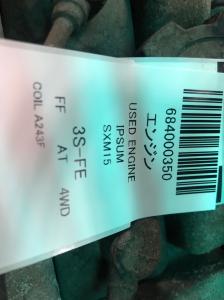 684000350
エンジン
USED ENGINE
IPSUM
SXM15
3S-FE
FF AT 4WD
COIL A243F